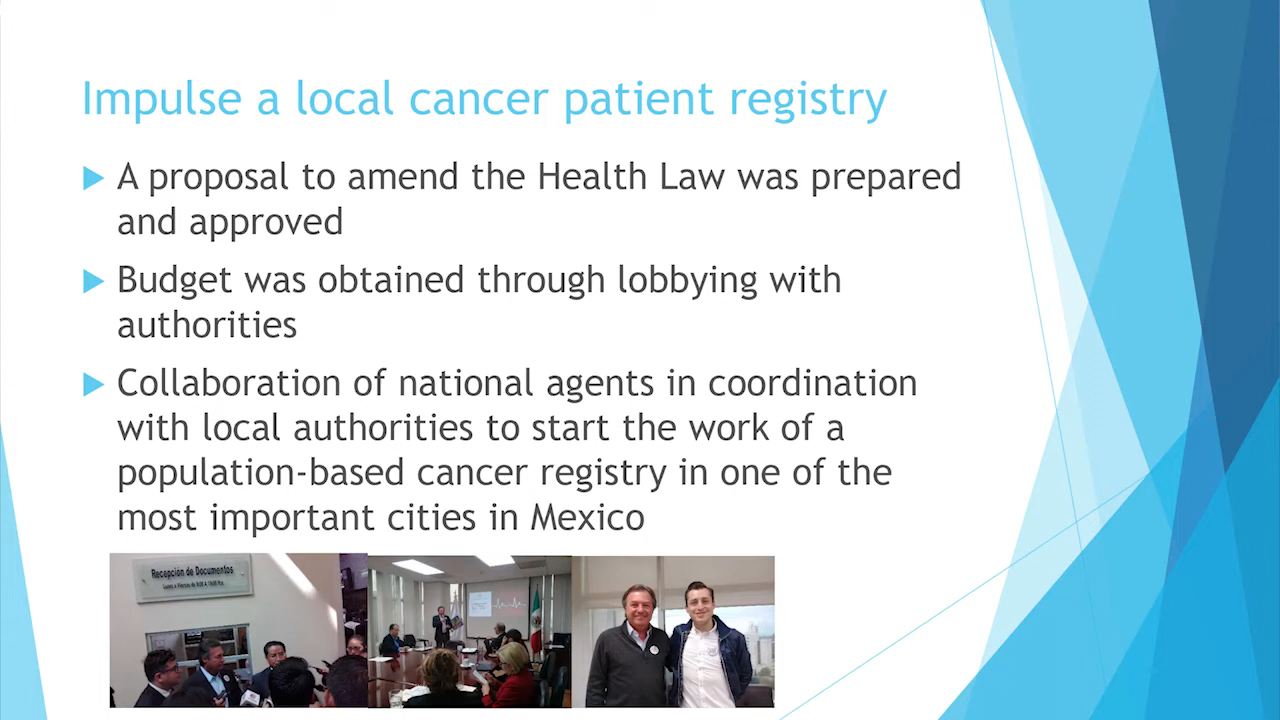 Impulse a local cancer patient registry
A proposal to amend the Health Law was prepared
and approved
Budget was obtained through lobbying with
authorities
Collaboration of national agents in coordination
with local authorities to start the work of a
population-based cancer registry in one of the
most important cities in Mexico
Recepción de Documentos